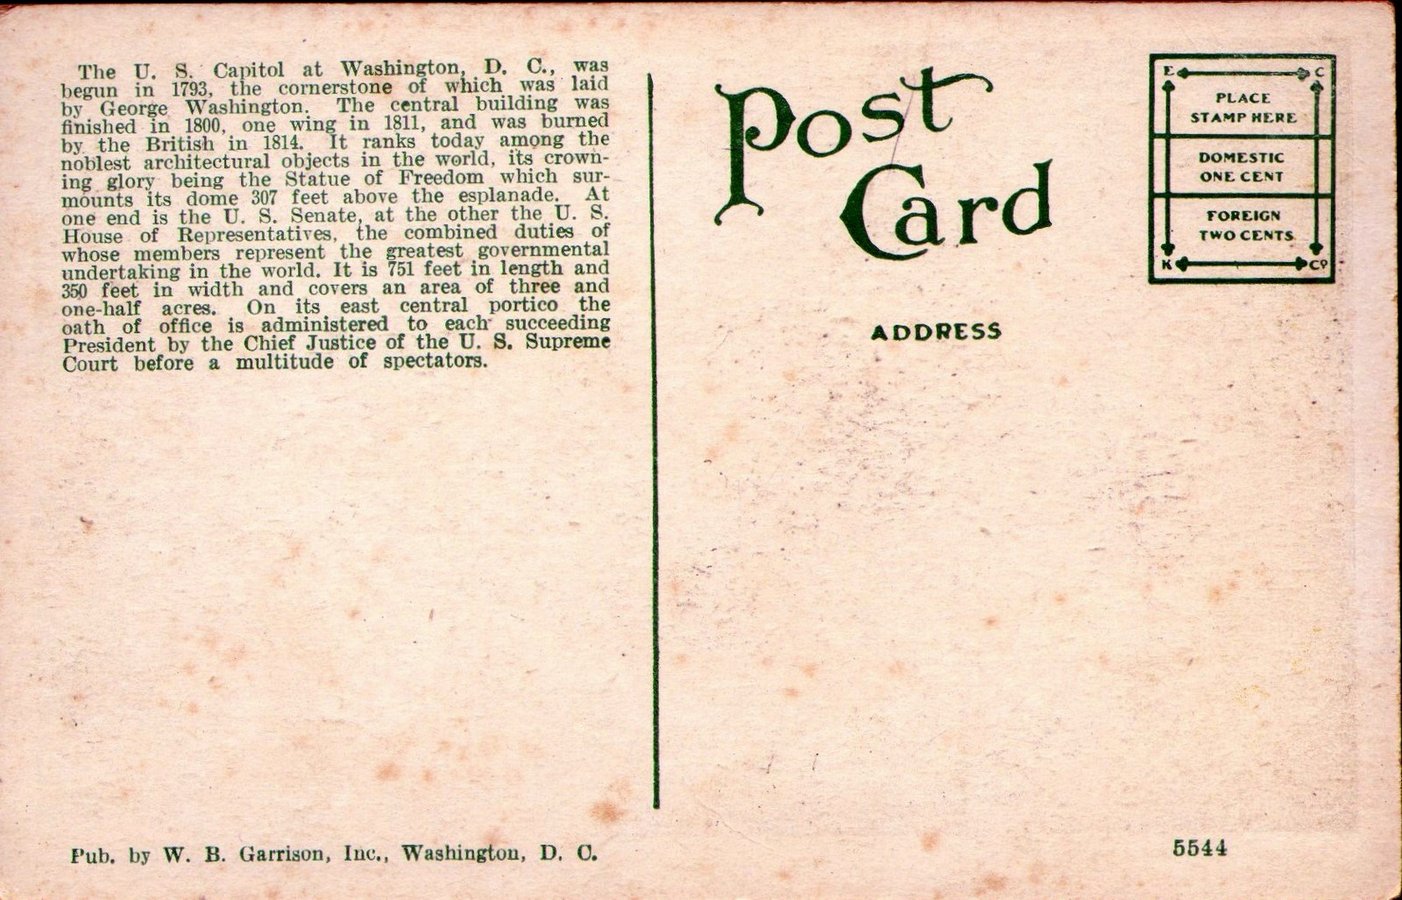 The U. S. Capitol at Washington, D. C., was
begun in 1793, the cornerstone of which was laid
by George Washington. The central building was
finished in 1800, one wing in 1811, and was burned
by the British in 1814. It ranks today among the
noblest architectural objects in the world, its crown-
ing glory being the Statue of Freedom which sur-
mounts its dome 307 feet above the esplanade. At
one end is the U. S. Senate, at the other the U. S.
House of Representatives, the combined duties of
whose members represent the greatest governmental
undertaking in the world. It is 751 feet in length and
350 feet in width and covers an area of three and
one-half acres. On its east central portico the
oath of office is administered to each succeeding
President by the Chief Justice of the U. S. Supreme
Court before a multitude of spectators.
Pub. by W. B. Garrison, Inc., Washington, D. C.
Post
Card
ADDRESS
E C
PLACE
STAMP HERE
DOMESTIC
ONE CENT
FOREIGN
TWO CENTS
K Co
5544